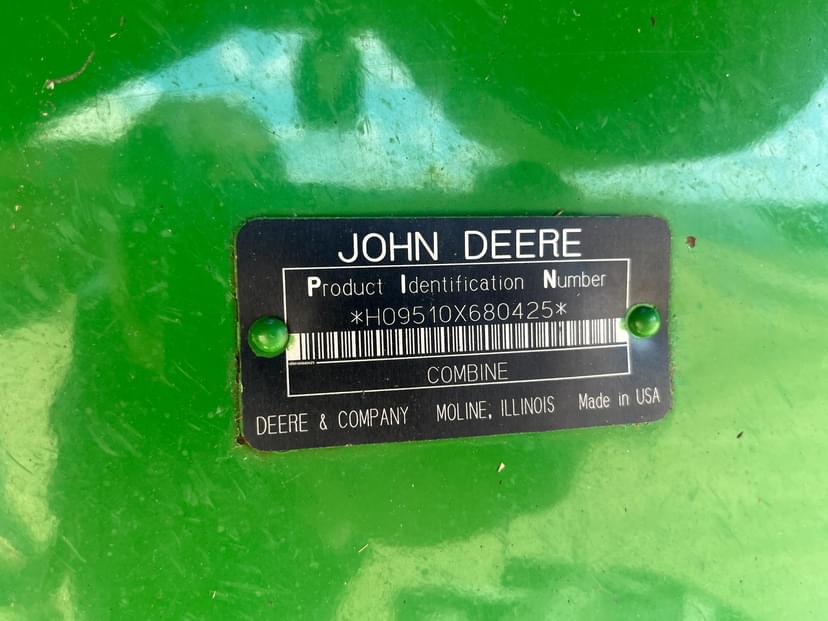 JOHN DEERE
Product Identification Number
*H09510X680425*
COMBINE
DEERE & COMPANY MOLINE, ILLINOIS Made in USA